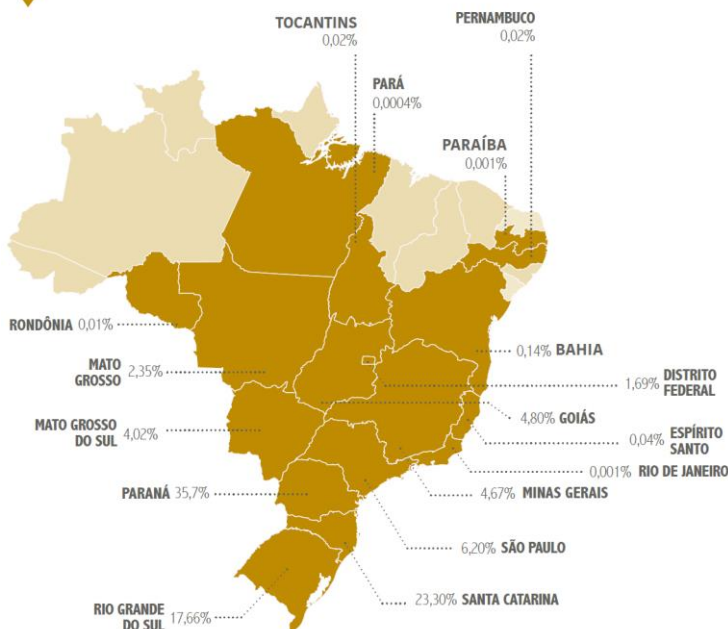 TOCANTINS
0,02%
PERNAMBUCO
0,02%
PARÁ
0,0004%
PARAÍBA
0,001%
RONDÔNIA 0,01%
0,14% BAHIA
MATO
GROSSO 2,35%
1,69% DISTRITO
FEDERAL
MATO GROSSO
DO SUL 4,02%
4,80% GOIÁS
0,04% ESPÍRITO
SANTO
0,001% RIO DE JANEIRO
PARANÁ 35,7%
4,67% MINAS GERAIS
6,20% SÃO PAULO
23,30% SANTA CATARINA
RIO GRANDE
DO SUL 17,66%